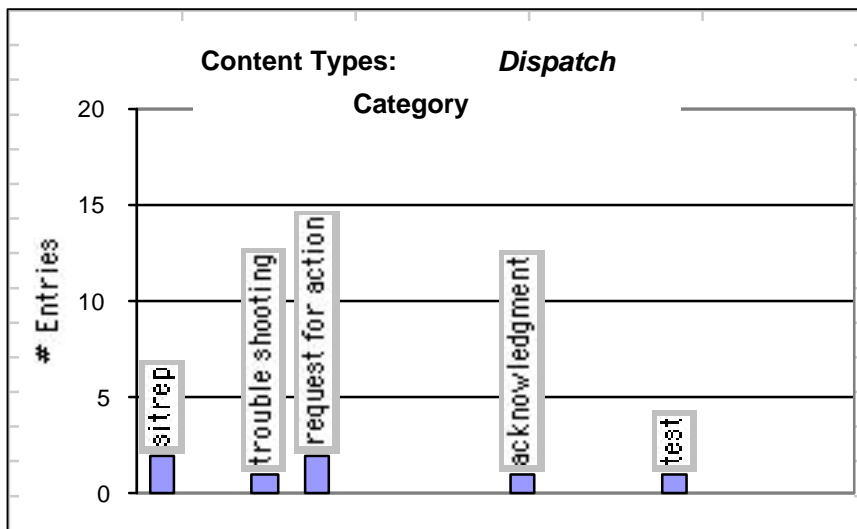 Content Types: Dispatch
Category
20
15
10
5
0
# Entries
sitrep
trouble shooting
request for action
acknowledgment
test